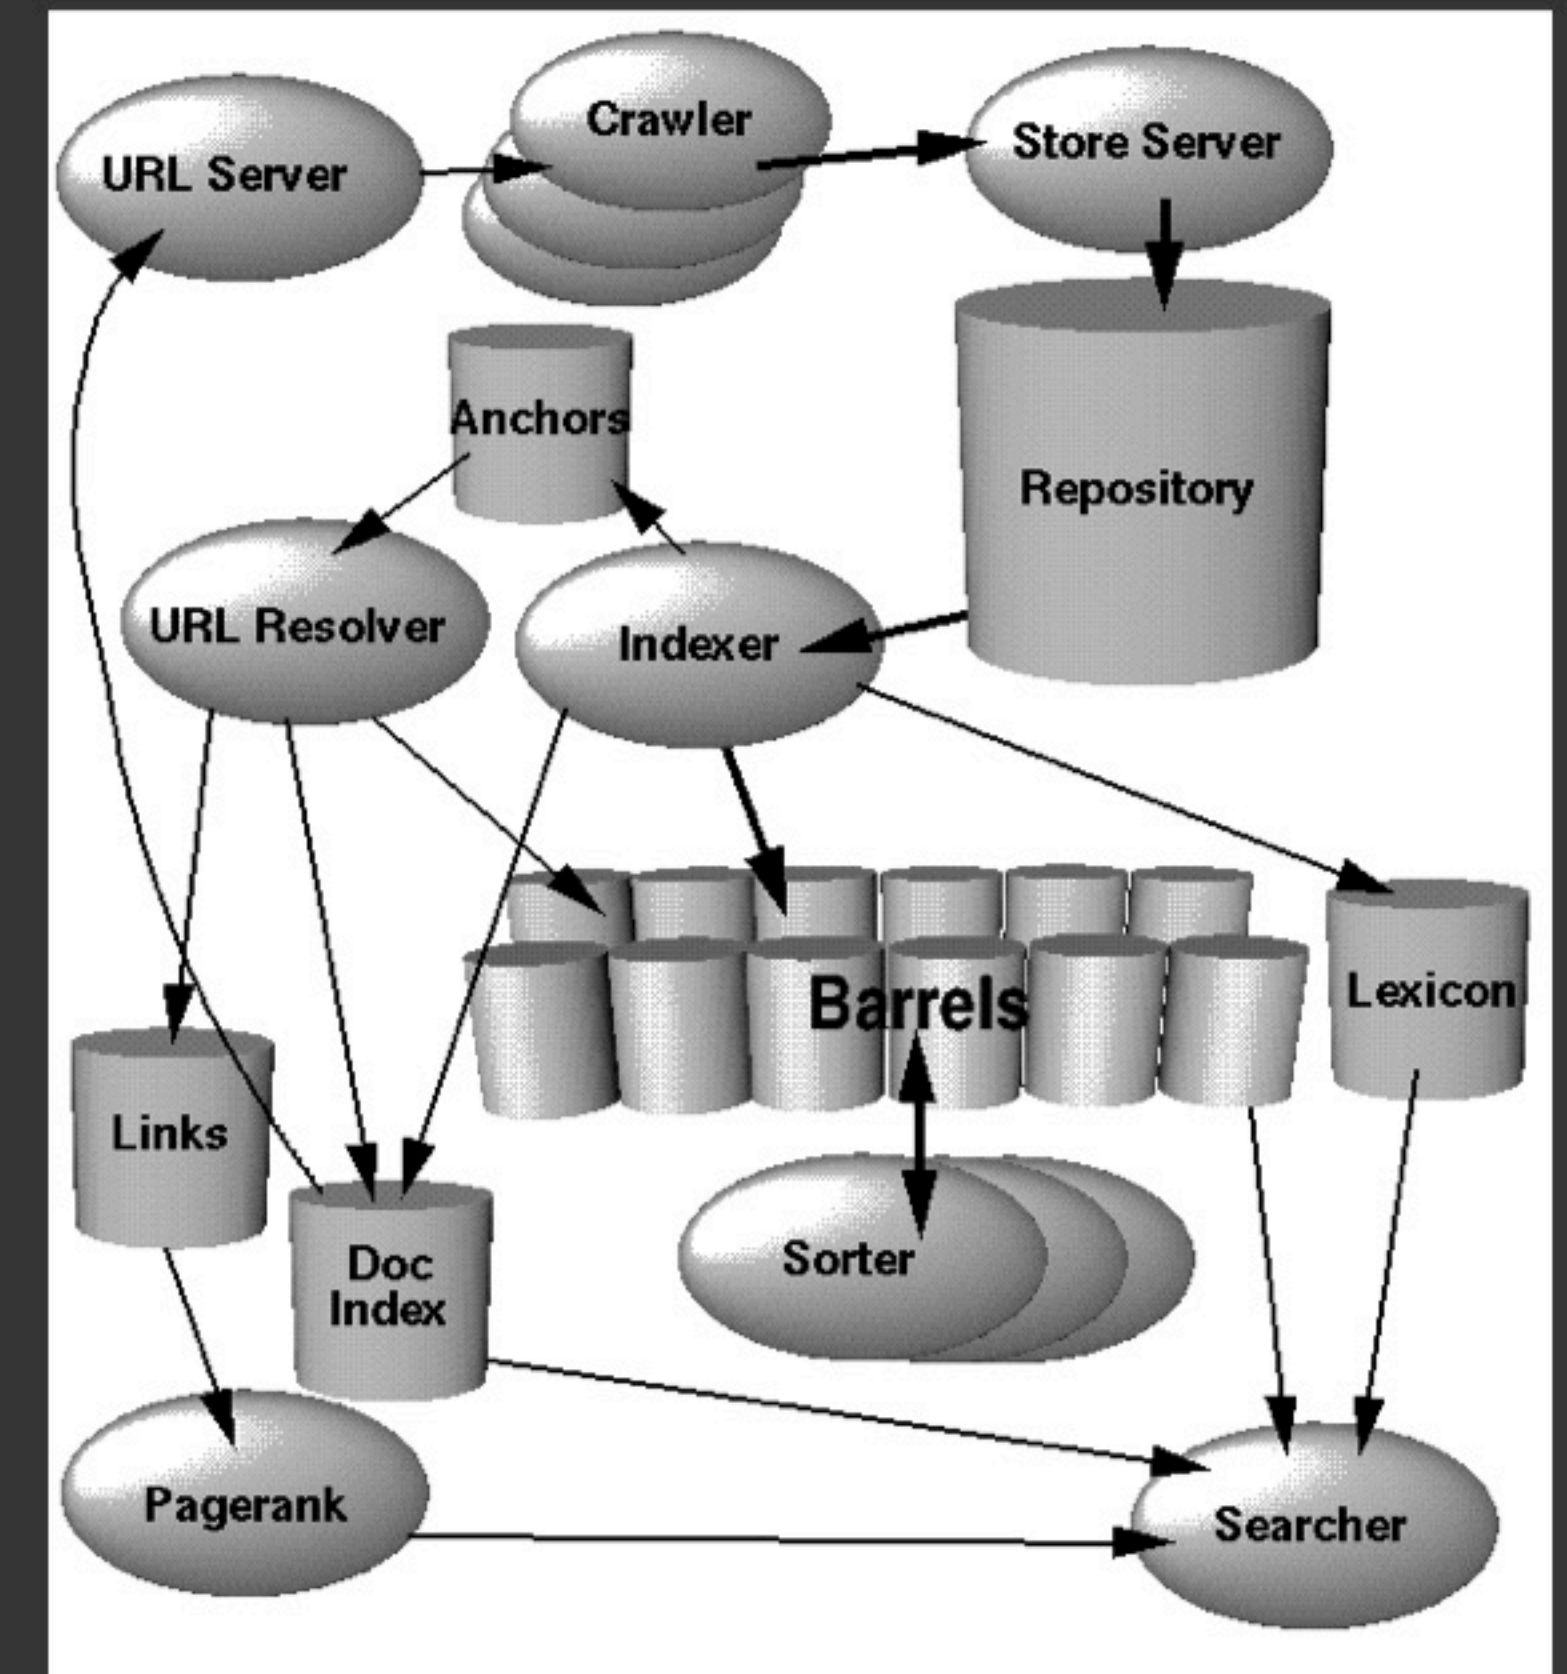 URL Server
Crawler
Store Server
Anchors
Repository
URL Resolver
Indexer
Barrels
Lexicon
Links
Doc
Index
Sorter
Pagerank
Searcher